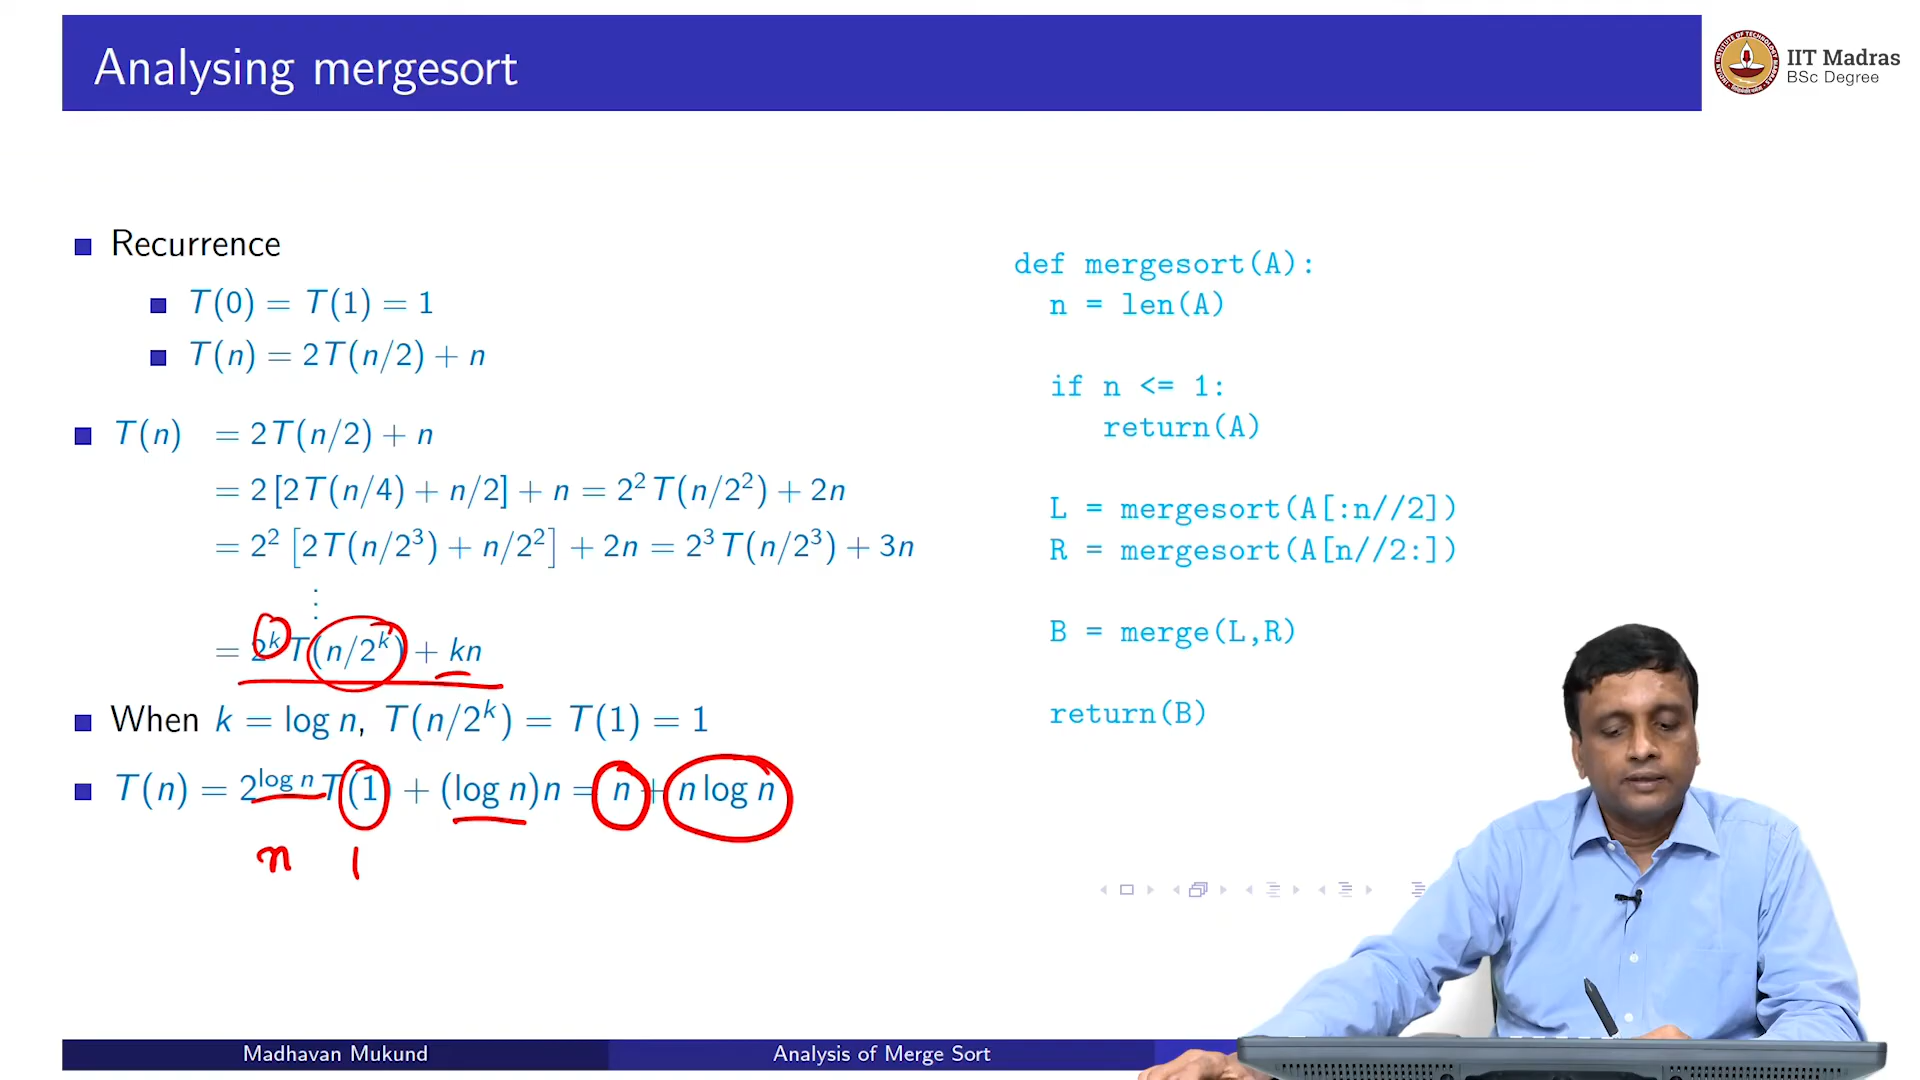 Analysing mergesort
IIT Madras
BSc Degree
Recurrence
T(0) = T(1) = 1
T(n) = 2T(n/2) + n
T(n) = 2T(n/2) + n
= 2 [2T(n/4) + n/2] + n = 2² T(n/2²) + 2n
= 2² [2T(n/2³) + n/2²] + 2n = 2³ T(n/2³) + 3n
⋮
= 2ᵏ T(n/2ᵏ) + kn
When k = log n, T(n/2ᵏ) = T(1) = 1
T(n) = 2^{log n} T(1) + (log n)n = n + n log n
n 1
def mergesort(A):
n = len(A)
if n <= 1:
return(A)
L = mergesort(A[:n//2])
R = mergesort(A[n//2:])
B = merge(L,R)
return(B)
Madhavan Mukund
Analysis of Merge Sort